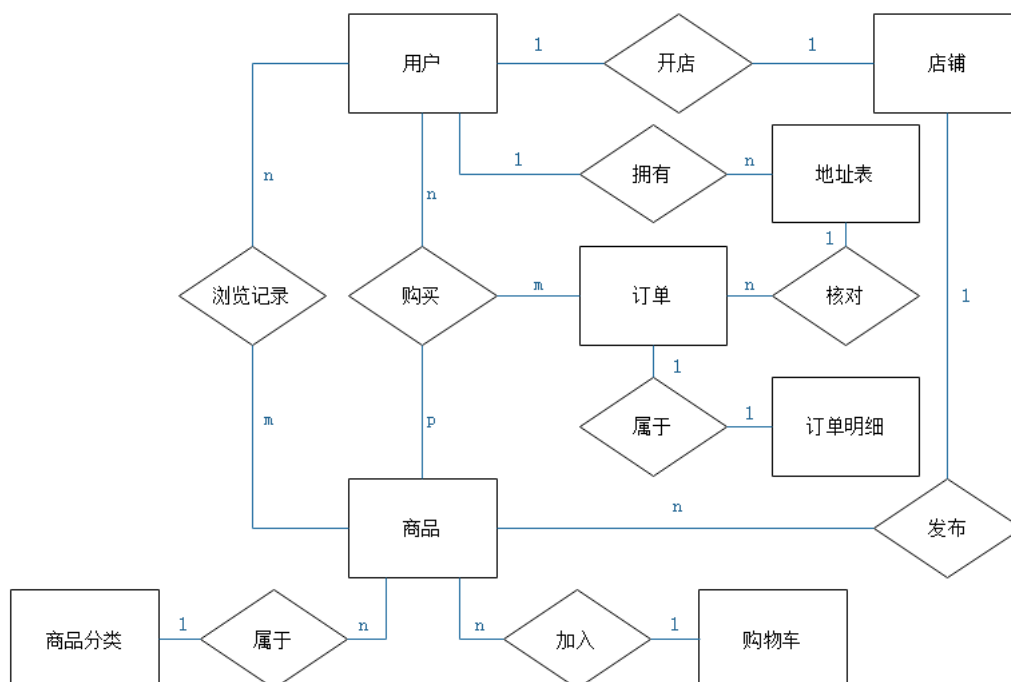 用户
1
开店
1
店铺
1
拥有
n
地址表
n
n
1
浏览记录
购买
m
订单
n
核对
1
1
m
p
属于
1
订单明细
商品
n
发布
商品分类
1
属于
n
n
加入
1
购物车